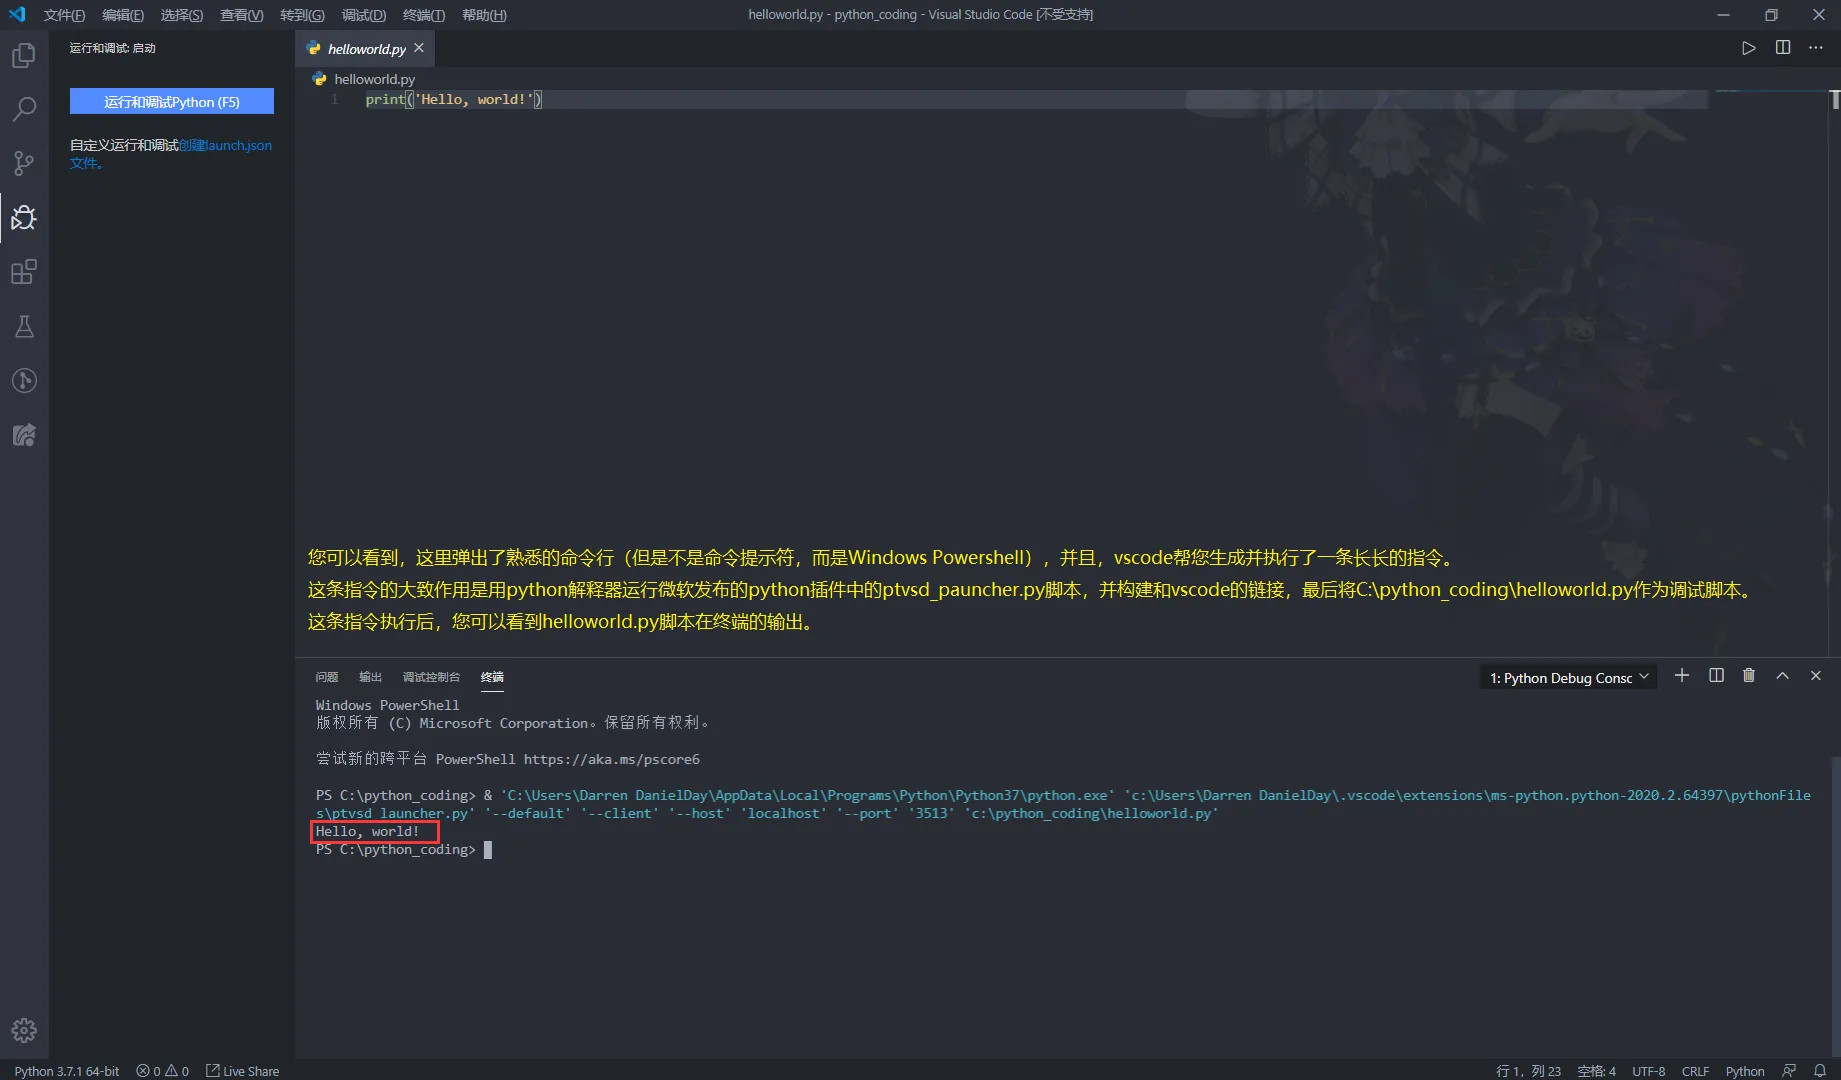 文件(F) 编辑(E) 选择(S) 查看(V) 转到(G) 调试(D) 终端(T) 帮助(H) helloworld.py - python_coding - Visual Studio Code [不受支持]
运行和调试: 启动
运行和调试Python (F5)
自定义运行和调试创建launch.json
文件。
helloworld.py
helloworld.py
1 print('Hello, world!')
您可以看到，这里弹出了熟悉的命令行（但是不是命令提示符，而是Windows Powershell），并且，vscode帮您生成并执行了一条长长的指令。
这条指令的大致作用是用python解释器运行微软发布的python插件中的ptvsd_pauncher.py脚本，并构建和vscode的链接，最后将C:\python_coding\helloworld.py作为调试脚本。
这条指令执行后，您可以看到helloworld.py脚本在终端的输出。
问题 输出 调试控制台 终端 1: Python Debug Consc
Windows PowerShell
版权所有 (C) Microsoft Corporation。保留所有权利。
尝试新的跨平台 PowerShell https://aka.ms/pscore6
PS C:\python_coding> & 'C:\Users\Darren DanielDay\AppData\Local\Programs\Python\Python37\python.exe' 'c:\Users\Darren DanielDay\.vscode\extensions\ms-python.python-2020.2.64397\pythonFile
s\ptvsd_launcher.py' '--default' '--client' '--host' 'localhost' '--port' '3513' 'c:\python_coding\helloworld.py'
Hello, world!
PS C:\python_coding>
Python 3.7.1 64-bit 0 0 Live Share 行 1，列 23 空格: 4 UTF-8 CRLF Python